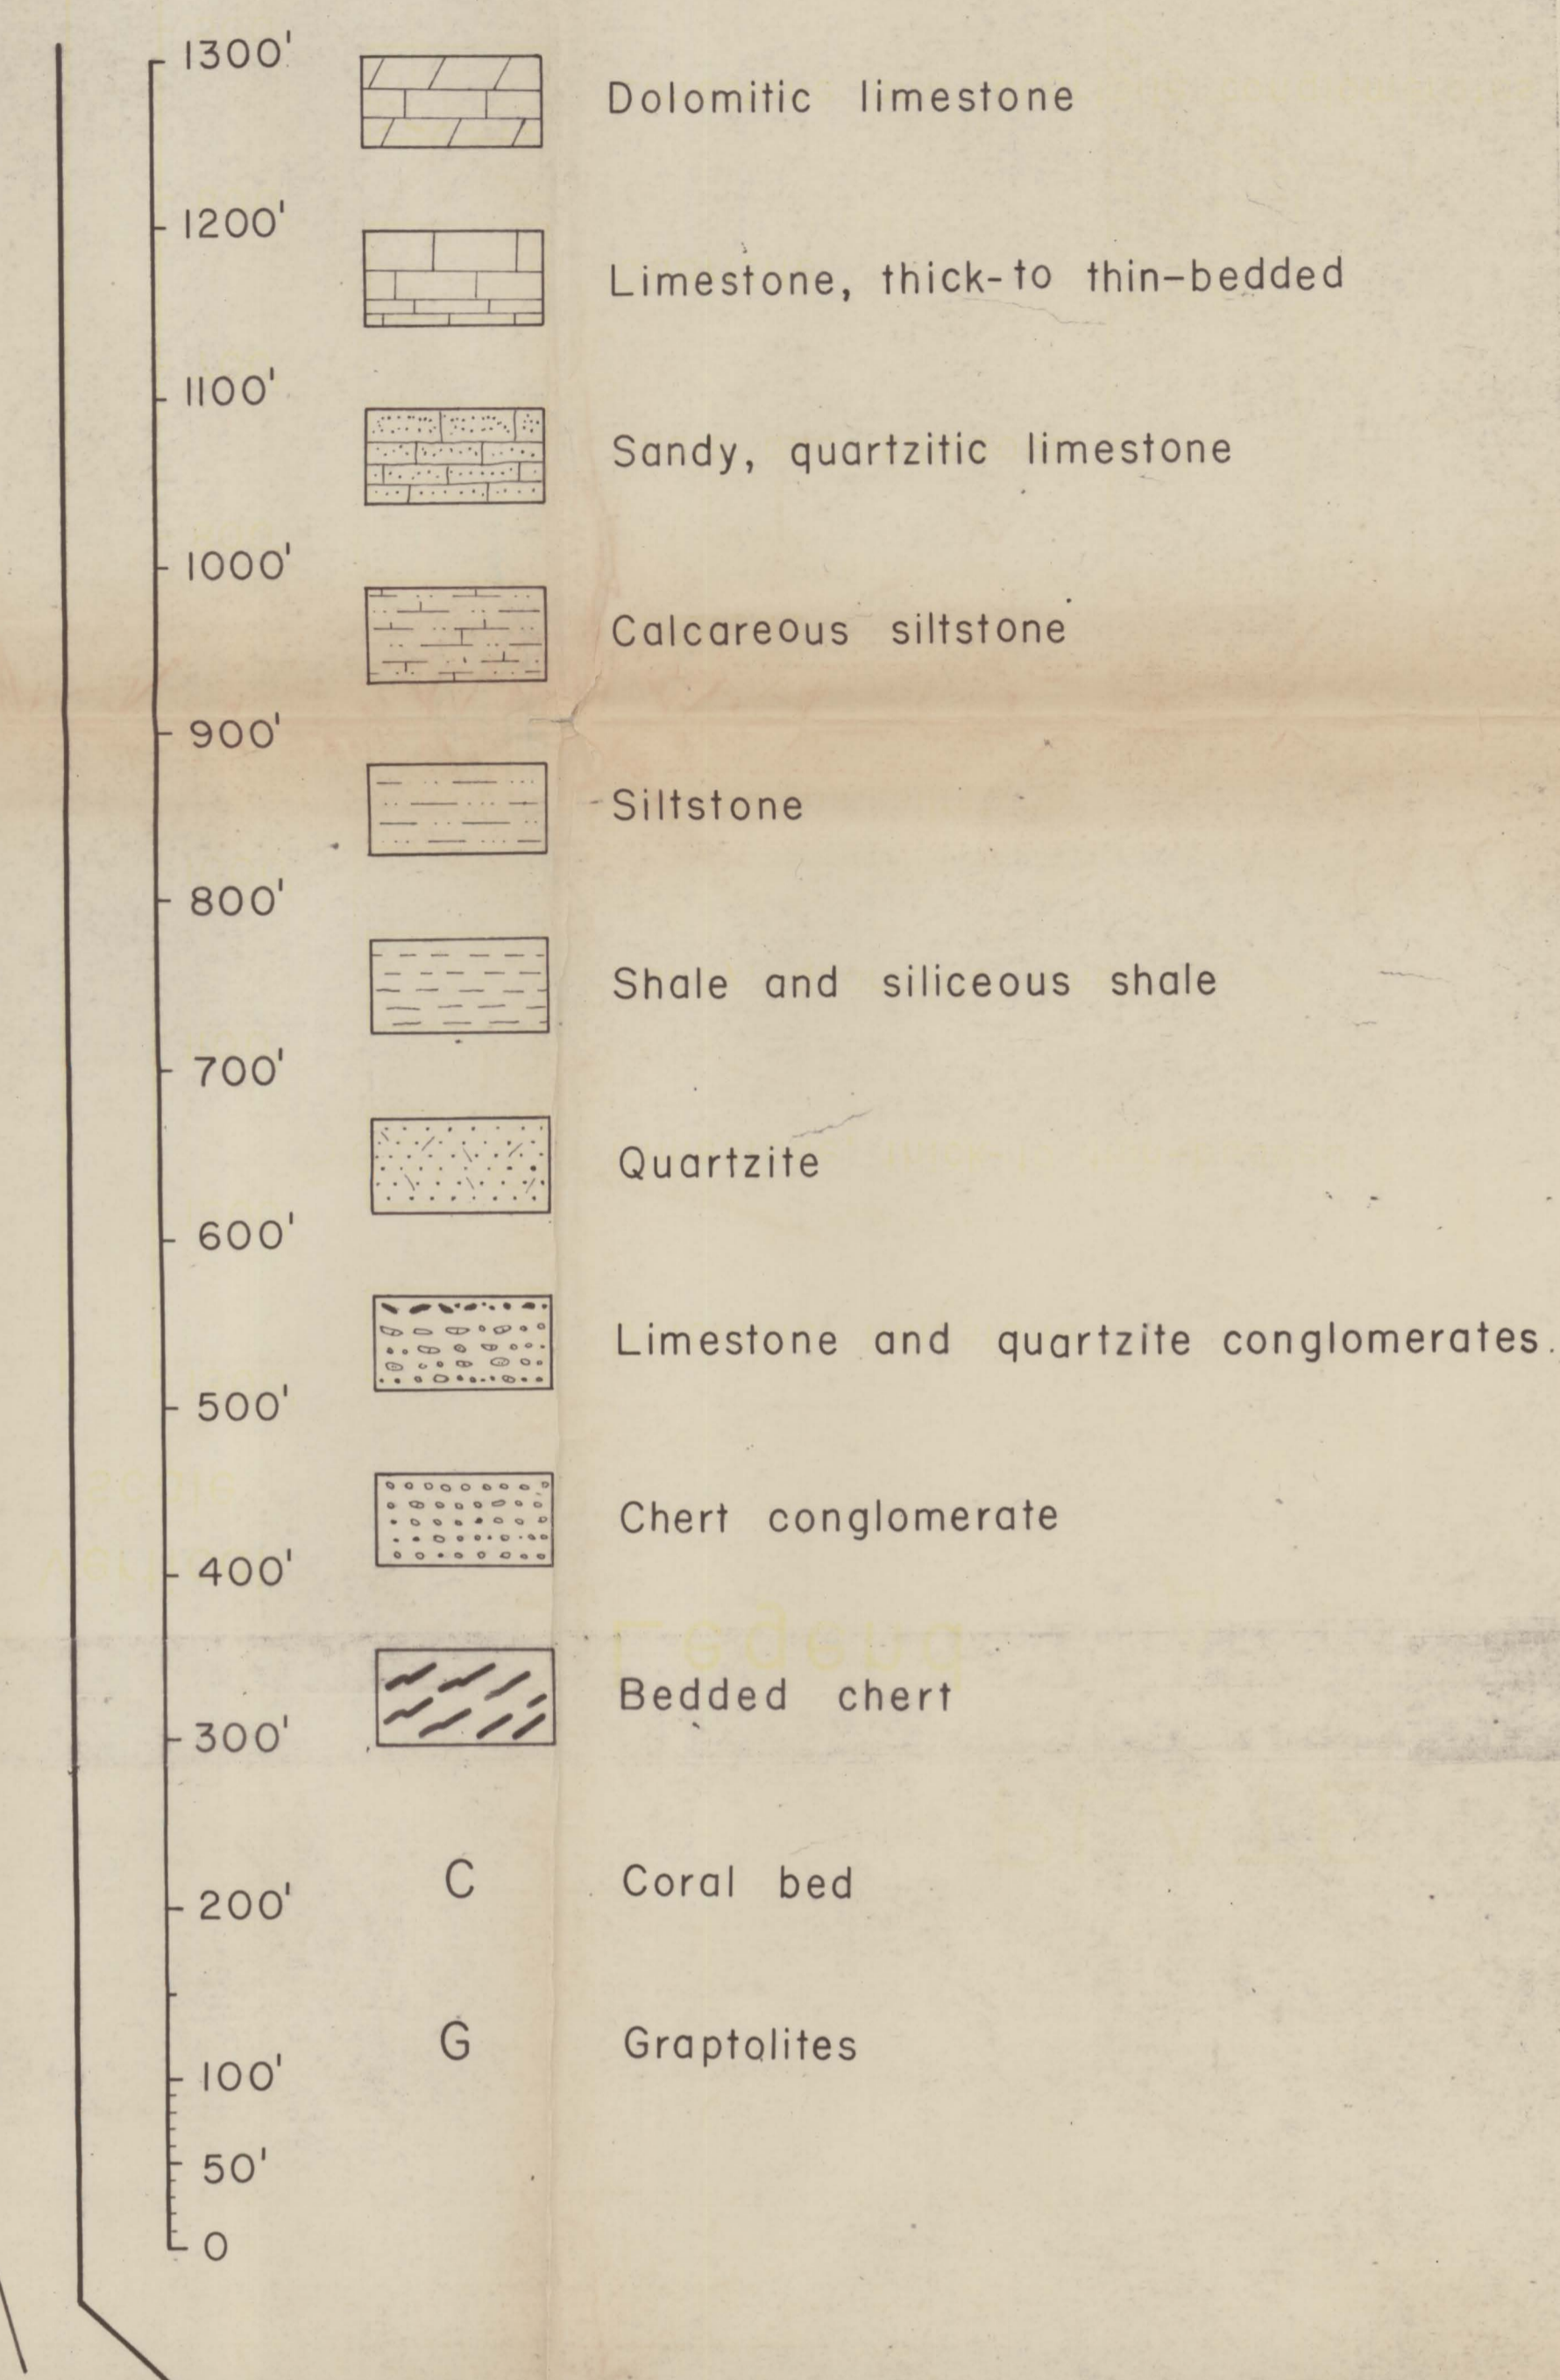 1300'
Dolomitic limestone
1200'
Limestone, thick-to thin-bedded
1100'
Sandy, quartzitic limestone
1000'
Calcareous siltstone
900'
Siltstone
800'
Shale and siliceous shale
700'
Quartzite
600'
Limestone and quartzite conglomerates.
500'
Chert conglomerate
400'
Bedded chert
300'
C Coral bed
200'
G Graptolites
100'
50'
0